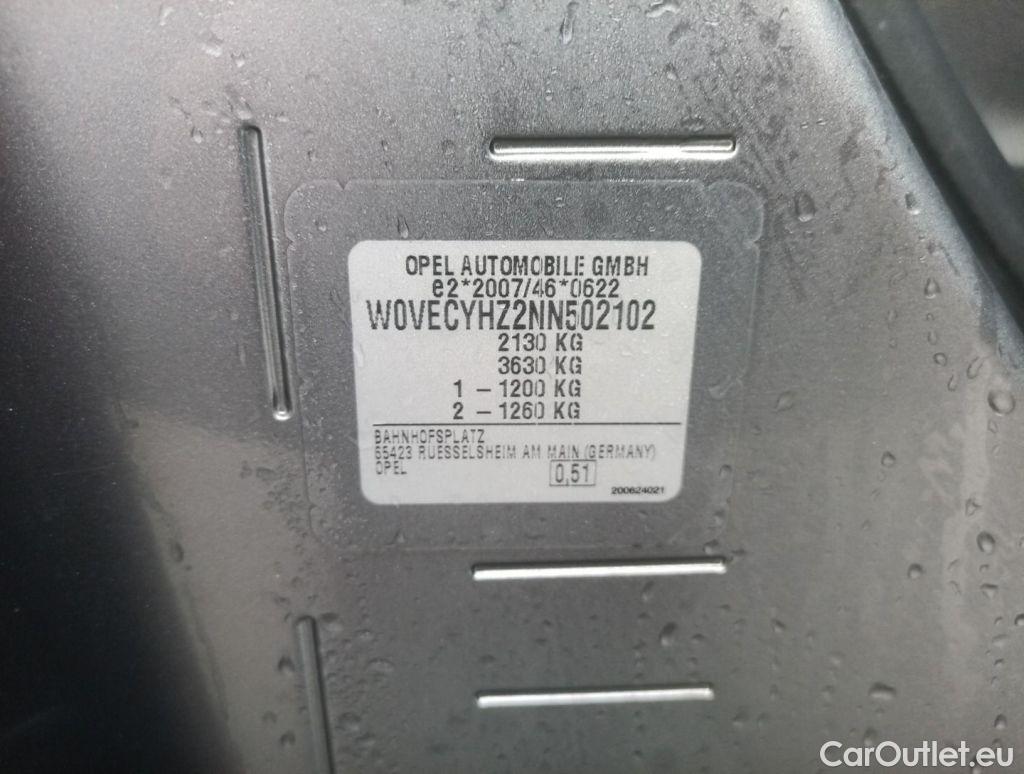 OPEL AUTOMOBILE GMBH
e2*2007/46*0622
W0VECYHZ2NN502102
2130 KG
3630 KG
1 - 1200 KG
2 - 1260 KG
BAHNHOFSPLATZ
65423 RUESSELSHEIM AM MAIN (GERMANY)
OPEL
0,51
200624021
CarOutlet.eu